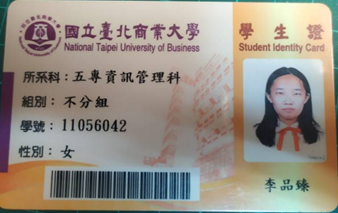 國立臺北商業大學
National Taipei University of Business
學生證
Student Identity Card
所系科：五專資訊管理科
組別：不分組
學號：11056042
性別：女
李品臻